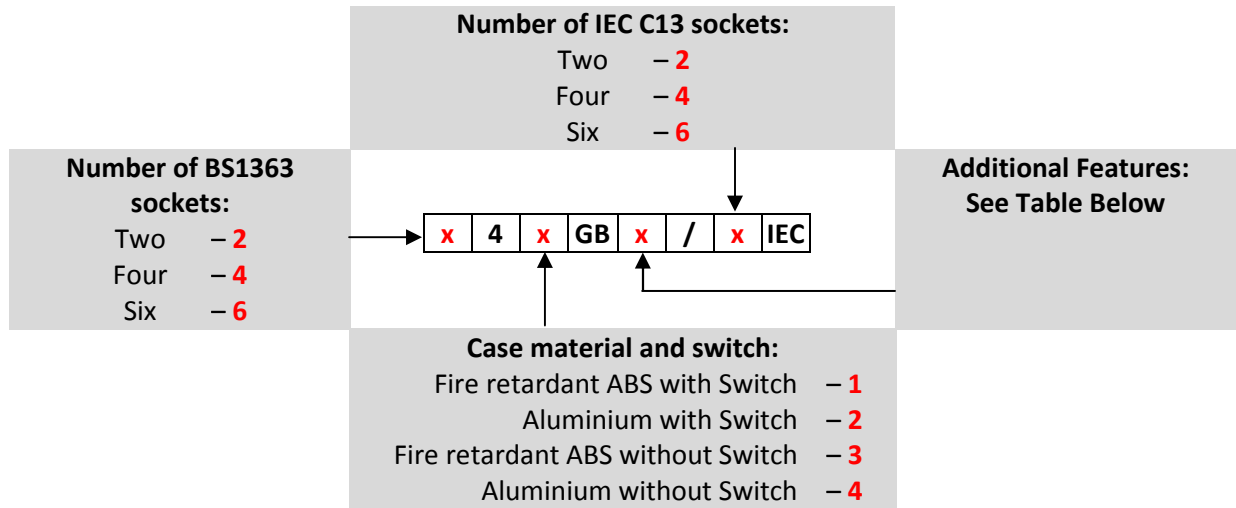 Number of IEC C13 sockets:
Two – 2
Four – 4
Six – 6
Number of BS1363
sockets:
Two – 2
Four – 4
Six – 6
Additional Features:
See Table Below
x 4 x GB x / x IEC
Case material and switch:
Fire retardant ABS with Switch – 1
Aluminium with Switch – 2
Fire retardant ABS without Switch – 3
Aluminium without Switch – 4